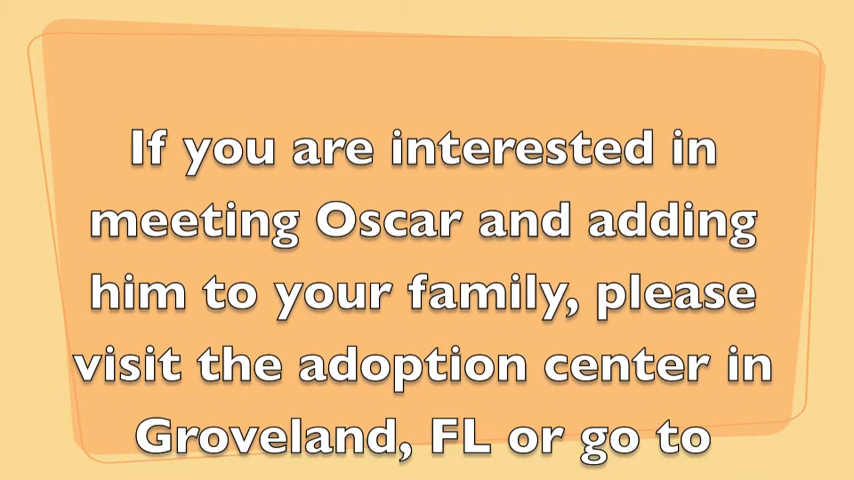 If you are interested in
meeting Oscar and adding
him to your family, please
visit the adoption center in
Groveland, FL or go to